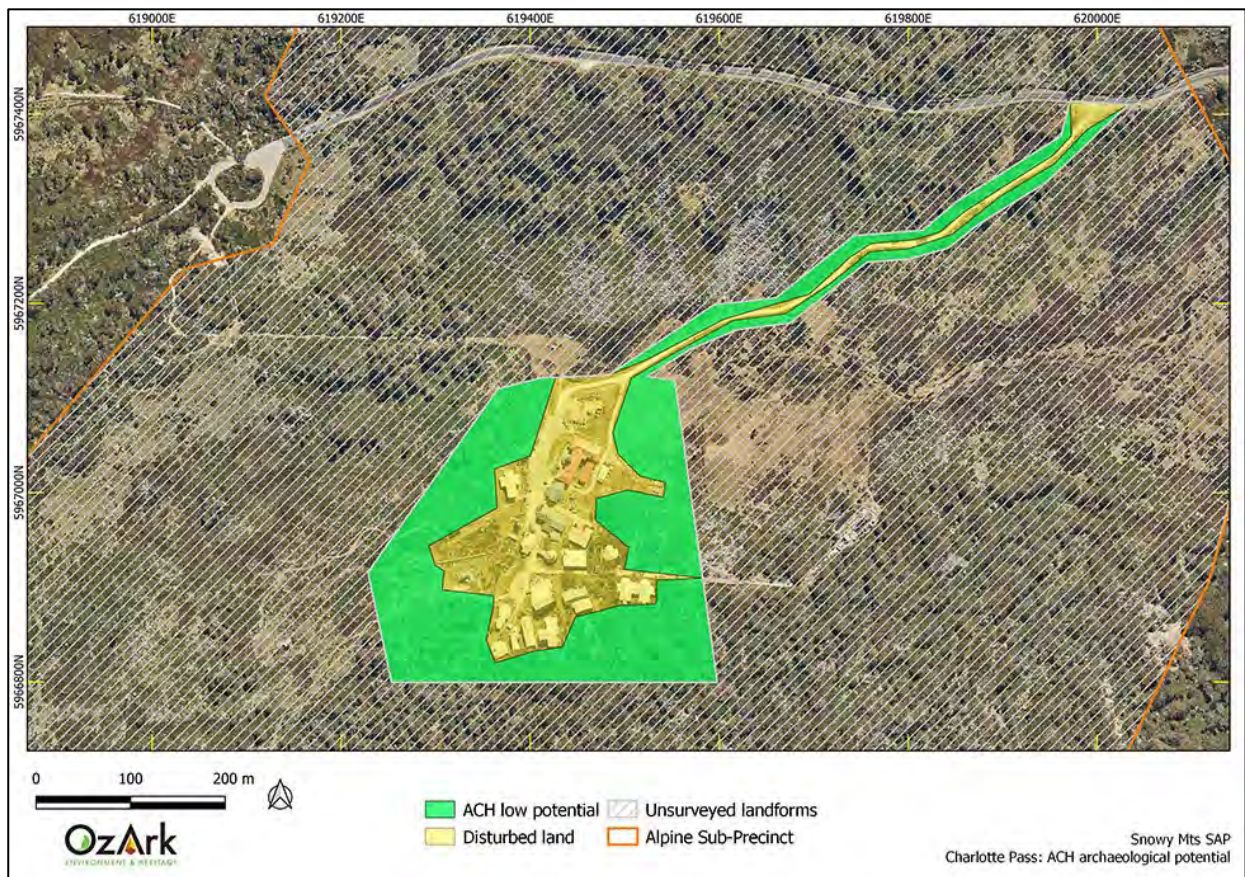 619000E 619200E 619400E 619600E 619800E 620000E
5967400N
5967200N
5967000N
5966800N
0 100 200 m
ACH low potential
Unsurveyed landforms
Disturbed land
Alpine Sub-Precinct
OzArk
ENVIRONMENT & HERITAGE
Snowy Mts SAP
Charlotte Pass: ACH archaeological potential